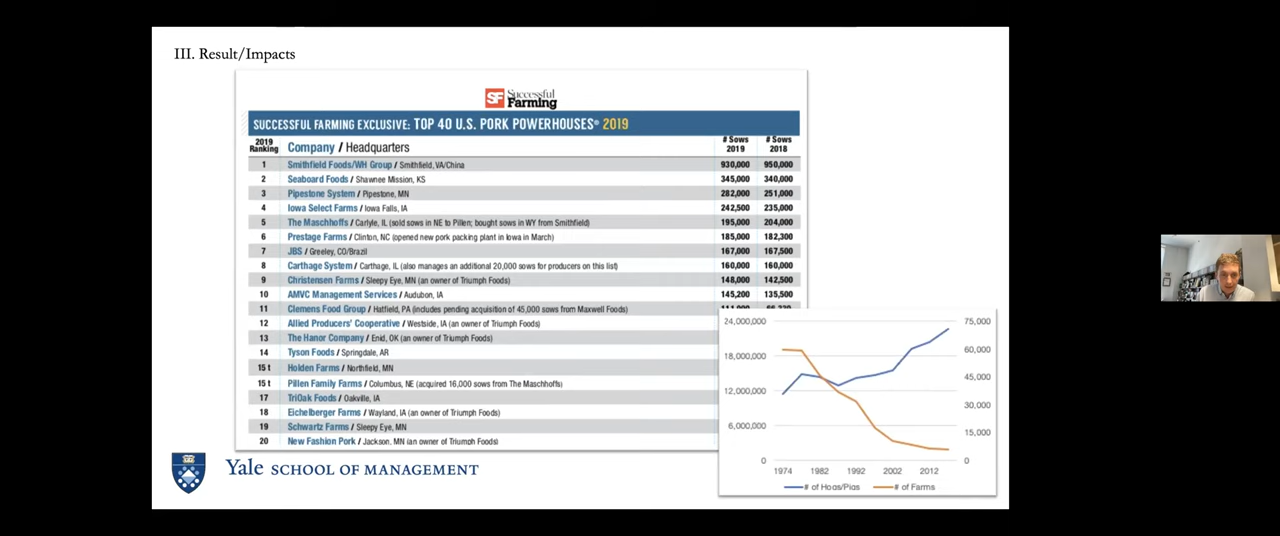 III. Result/Impacts
SF Successful Farming
SUCCESSFUL FARMING EXCLUSIVE: TOP 40 U.S. PORK POWERHOUSES® 2019
2019 Ranking Company / Headquarters # Sows 2019 # Sows 2018
1 Smithfield Foods/WH Group / Smithfield, VA/China 930,000 950,000
2 Seaboard Foods / Shawnee Mission, KS 345,000 340,000
3 Pipestone System / Pipestone, MN 282,000 251,000
4 Iowa Select Farms / Iowa Falls, IA 242,500 235,000
5 The Maschhoffs / Carlyle, IL (sold sows in NE to Pillen; bought sows in WY from Smithfield) 195,000 204,000
6 Prestage Farms / Clinton, NC (opened new pork packing plant in Iowa in March) 185,000 182,300
7 JBS / Greeley, CO/Brazil 167,000 167,500
8 Carthage System / Carthage, IL (also manages an additional 20,000 sows for producers on this list) 160,000 160,000
9 Christensen Farms / Sleepy Eye, MN (an owner of Triumph Foods) 148,000 142,500
10 AMVC Management Services / Audubon, IA 145,200 135,500
11 Clemens Food Group / Hatfield, PA (includes pending acquisition of 45,000 sows from Maxwell Foods)
12 Allied Producers' Cooperative / Westside, IA (an owner of Triumph Foods)
13 The Hanor Company / Enid, OK (an owner of Triumph Foods)
14 Tyson Foods / Springdale, AR
15 t Holden Farms / Northfield, MN
15 t Pillen Family Farms / Columbus, NE (acquired 16,000 sows from The Maschhoffs)
17 TriOak Foods / Oakville, IA
18 Eichelberger Farms / Wayland, IA (an owner of Triumph Foods)
19 Schwartz Farms / Sleepy Eye, MN
20 New Fashion Pork / Jackson, MN (an owner of Triumph Foods)
24,000,000 75,000
18,000,000 60,000
45,000
12,000,000
30,000
6,000,000 15,000
0 0
1974 1982 1992 2002 2012
# of Hogs/Pigs # of Farms
Yale SCHOOL OF MANAGEMENT